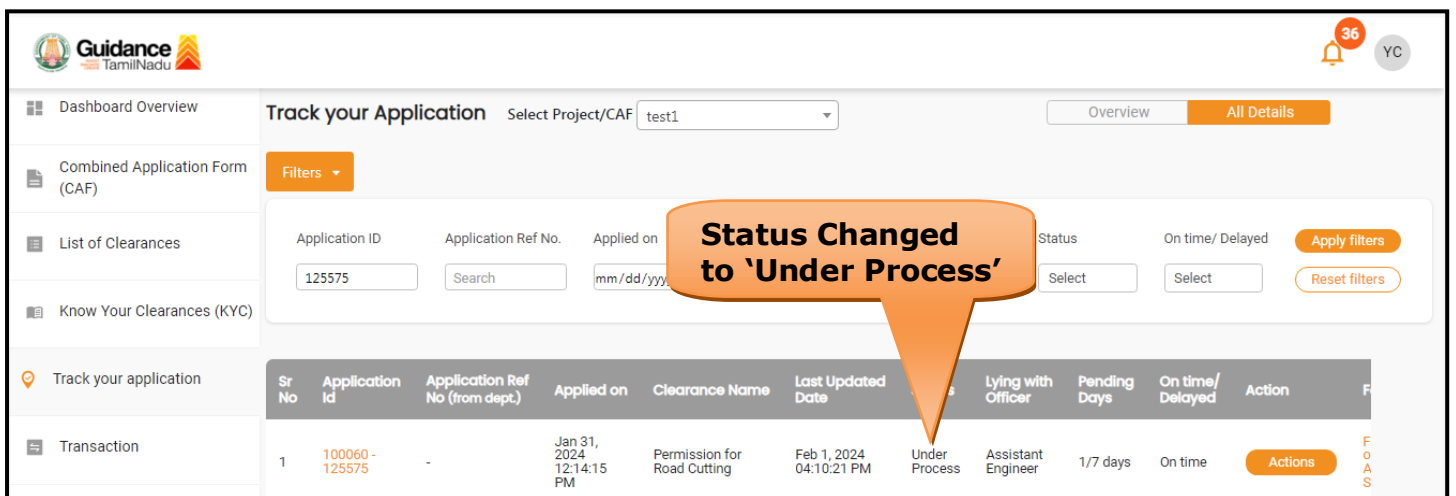 Guidance
TamilNadu
36
YC
Dashboard Overview
Combined Application Form
(CAF)
List of Clearances
Know Your Clearances (KYC)
Track your application
Transaction
Track your Application
Select Project/CAF
test1
Overview
All Details
Filters
Application ID
Application Ref No.
Applied on
Status
On time/ Delayed
Apply filters
125575
Search
mm/dd/yyy
Select
Select
Reset filters
Status Changed
to ‘Under Process’
Sr
No
Application
Id
Application Ref
No (from dept.)
Applied on
Clearance Name
Last Updated
Date
Lying with
Officer
Pending
Days
On time/
Delayed
Action
1
100060 -
125575
-
Jan 31,
2024
12:14:15
PM
Permission for
Road Cutting
Feb 1, 2024
04:10:21 PM
Under
Process
Assistant
Engineer
1/7 days
On time
Actions